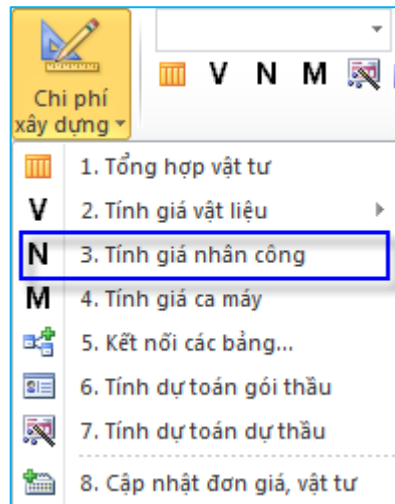 Chi phí
xây dựng
V N M
1. Tổng hợp vật tư
V 2. Tính giá vật liệu
N 3. Tính giá nhân công
M 4. Tính giá ca máy
5. Kết nối các bảng...
6. Tính dự toán gói thầu
7. Tính dự toán dự thầu
8. Cập nhật đơn giá, vật tư